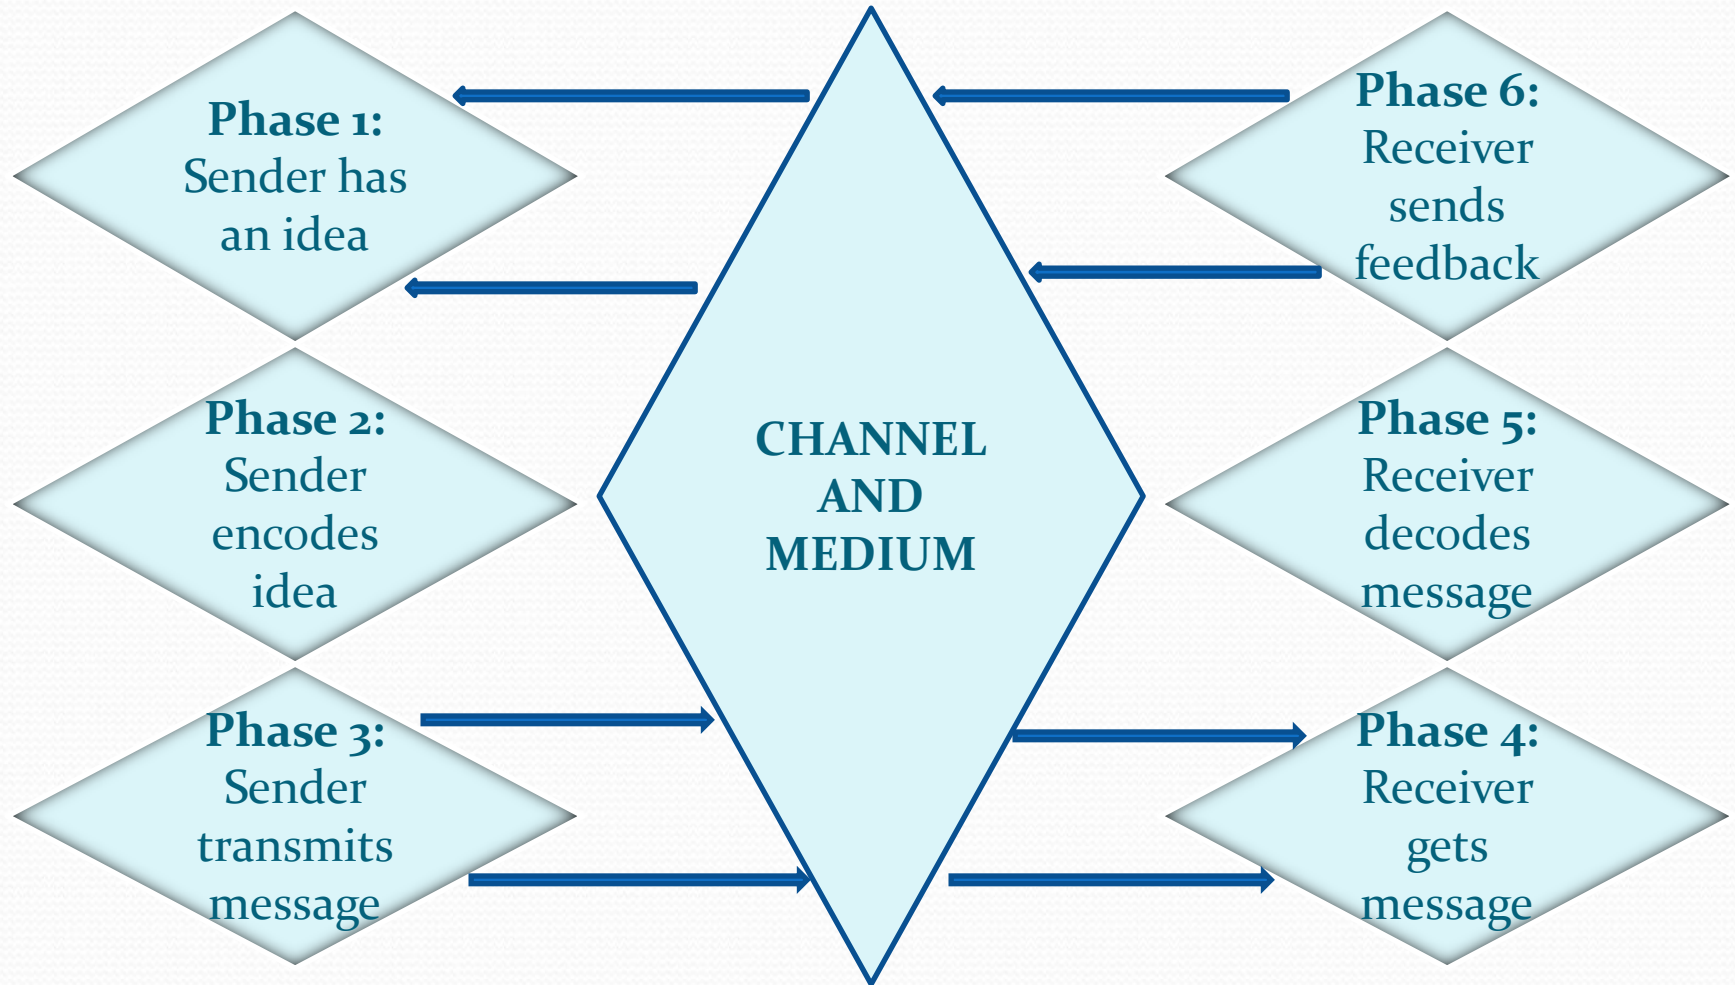 Phase 1:
Sender has
an idea
Phase 2:
Sender
encodes
idea
Phase 3:
Sender
transmits
message
CHANNEL
AND
MEDIUM
Phase 6:
Receiver
sends
feedback
Phase 5:
Receiver
decodes
message
Phase 4:
Receiver
gets
message